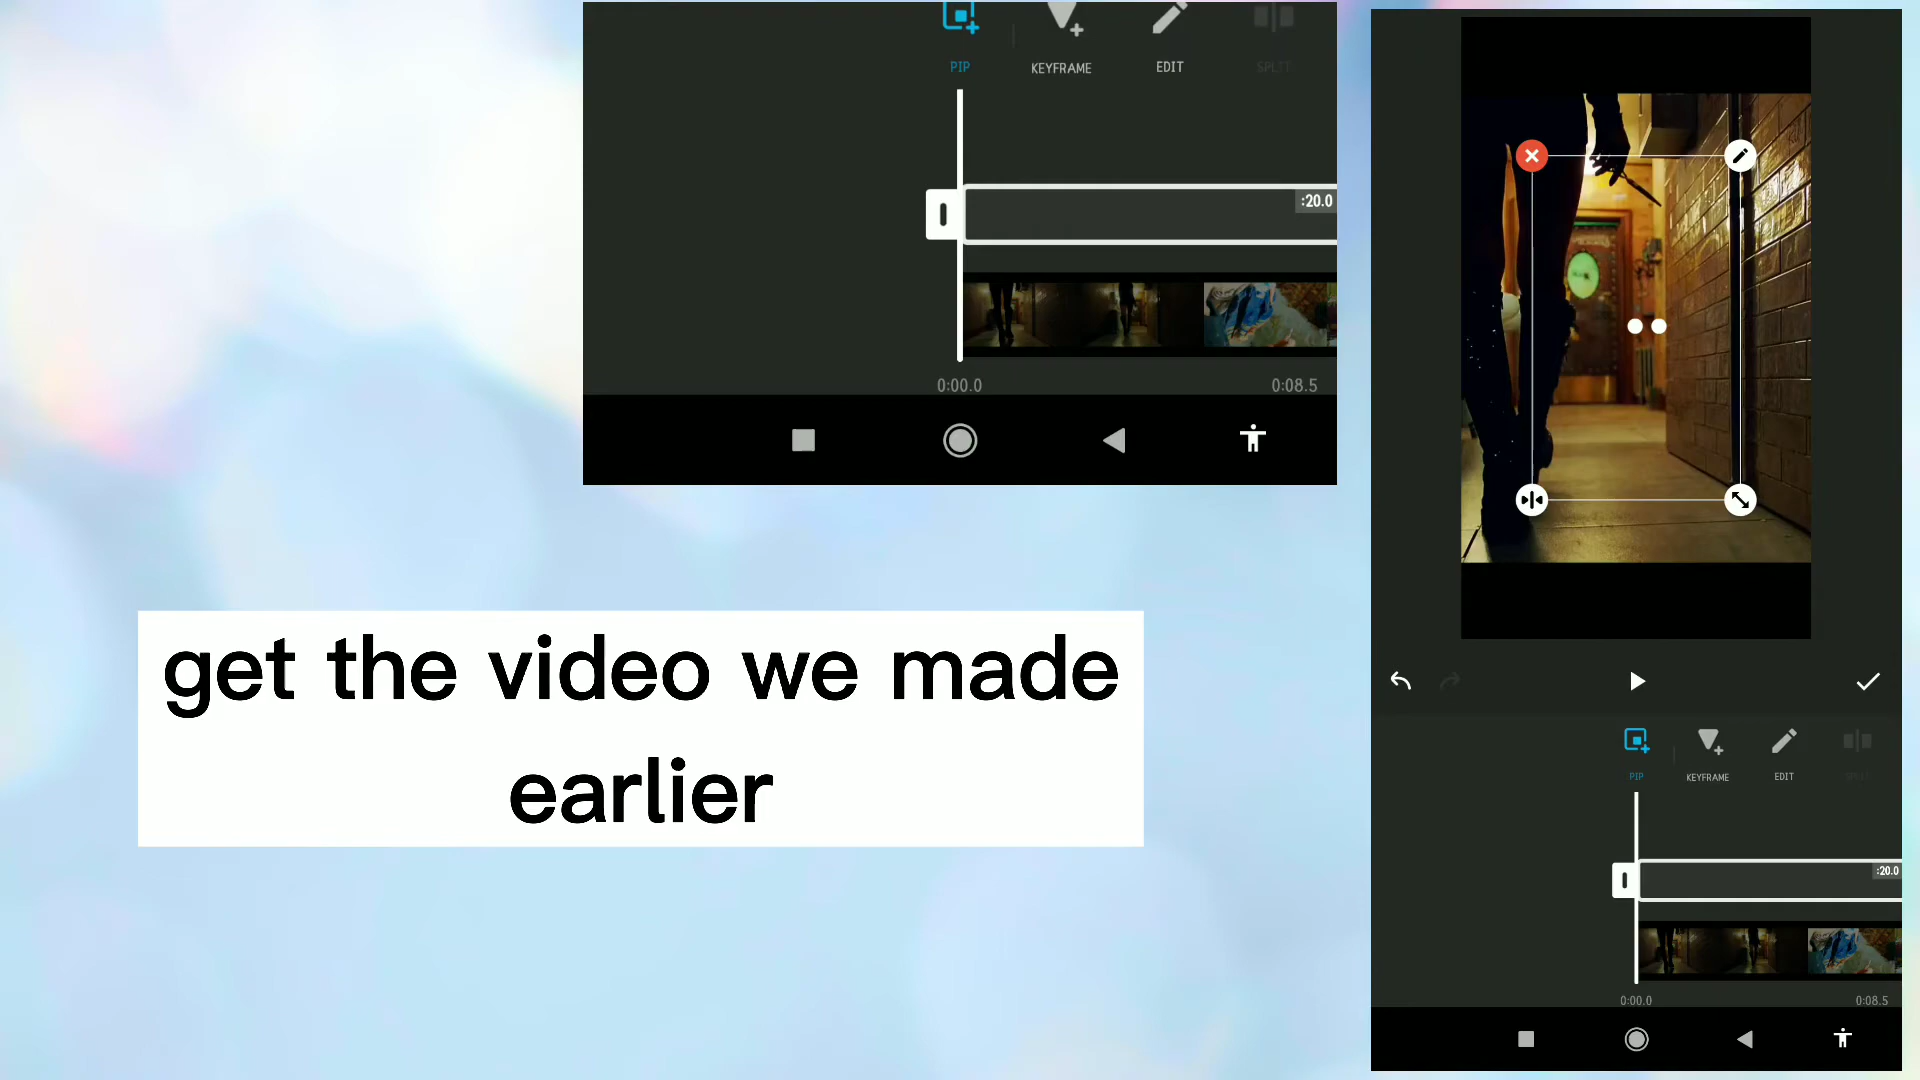 PIP KEYFRAME EDIT SPLIT
:20.0
0:00.0 0:08.5
get the video we made
earlier
PIP KEYFRAME EDIT
:20.0
0:00.0 0:08.5